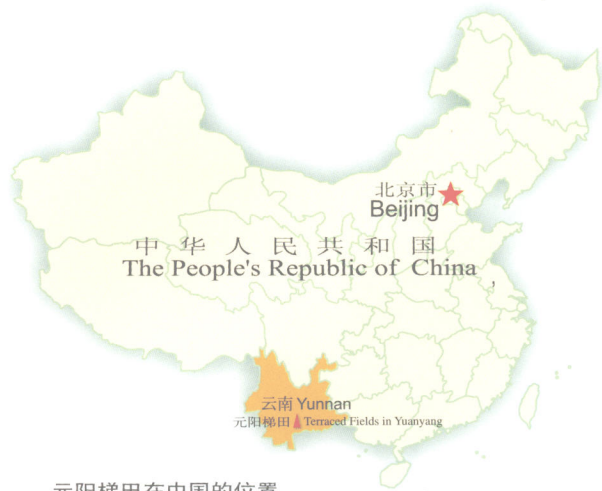 北京市
Beijing
中华人民共和国
The People's Republic of China
云南 Yunnan
元阳梯田 Terraced Fields in Yuanyang
元阳梯田在中国的位置